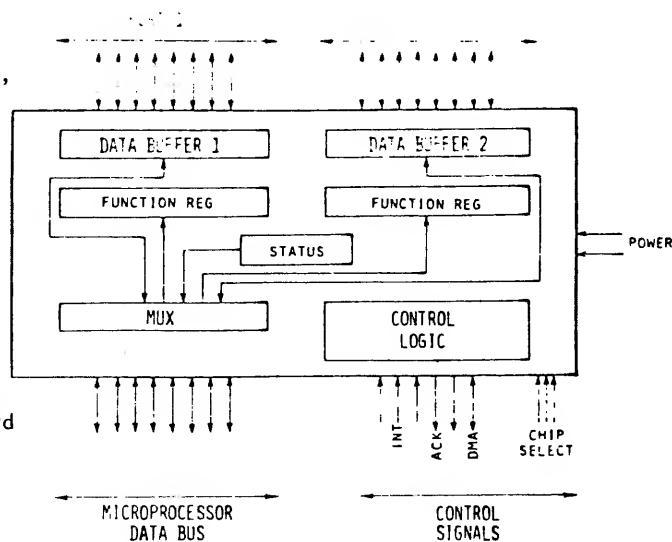 ,
DATA BUFFER 1
DATA BUFFER 2
FUNCTION REG
FUNCTION REG
STATUS
POWER
MUX
CONTROL
LOGIC
rd
INT
ACK
DMA
CHIP
SELECT
MICROPROCESSOR
DATA BUS
CONTROL
SIGNALS